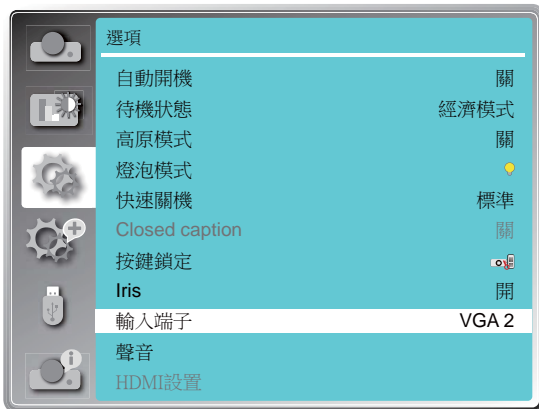 選項
自動開機 關
待機狀態 經濟模式
高原模式 關
燈泡模式
快速關機 標準
Closed caption 關
按鍵鎖定
Iris 開
輸入端子 VGA 2
聲音
HDMI設置